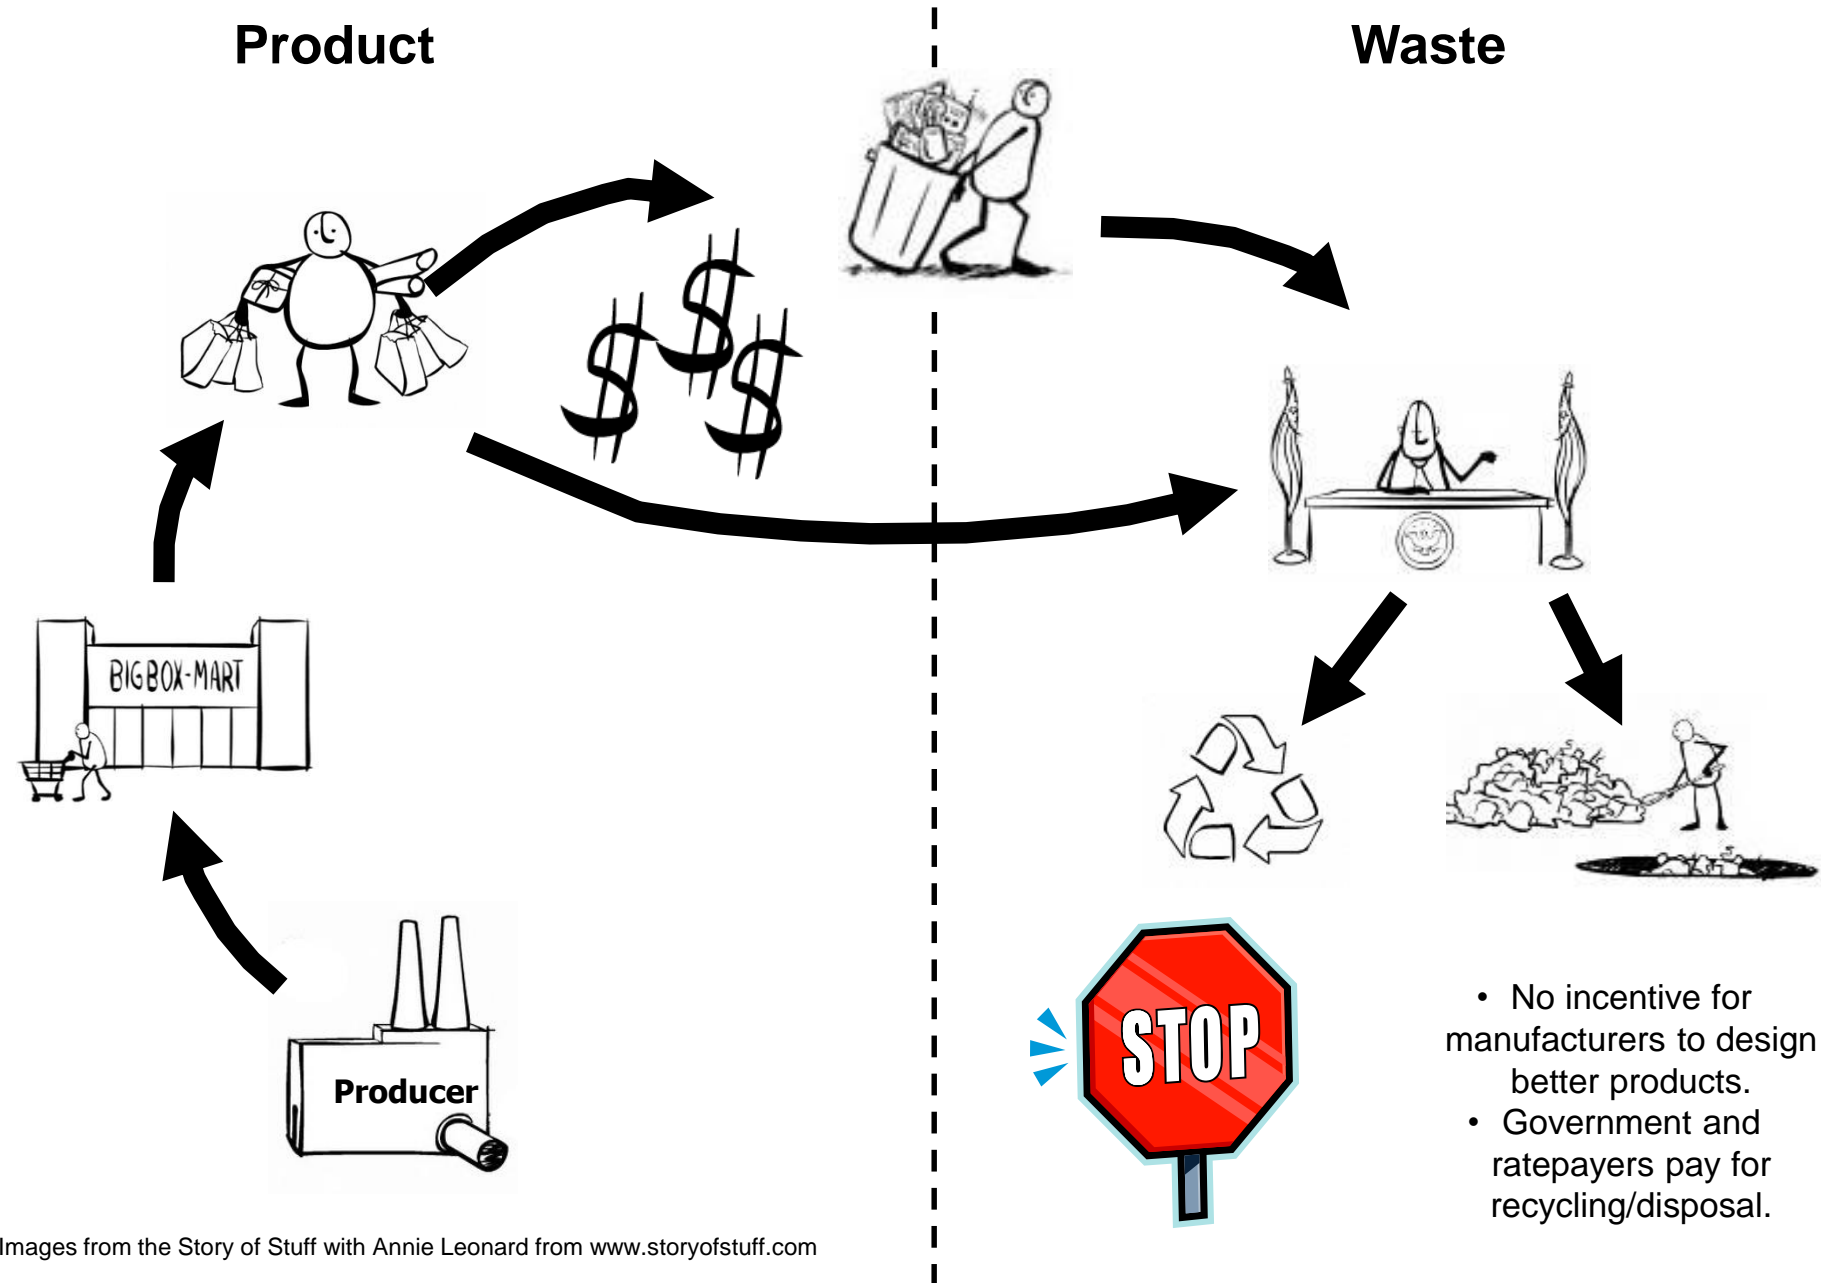 Product
Waste
$
$
$
BIGBOX-MART
Producer
STOP
• No incentive for
manufacturers to design
better products.
• Government and
ratepayers pay for
recycling/disposal.
Images from the Story of Stuff with Annie Leonard from www.storyofstuff.com